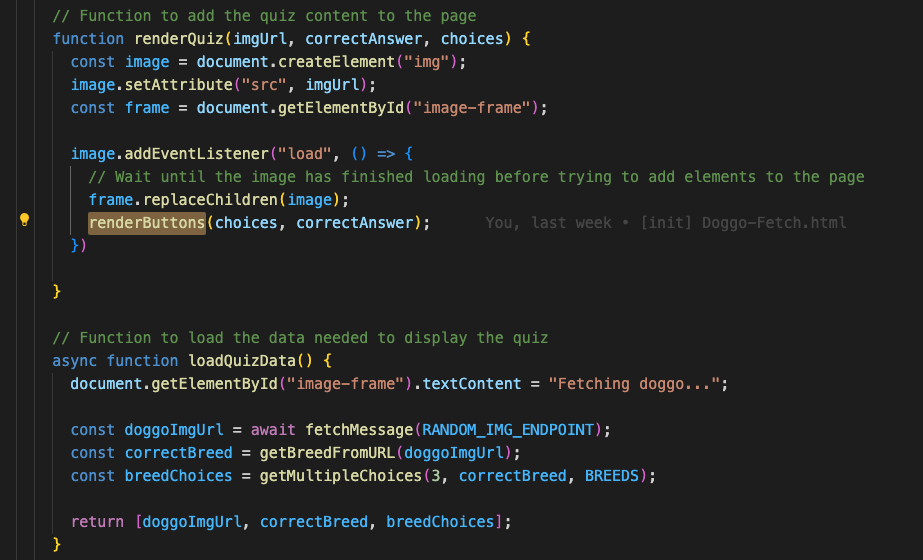 // Function to add the quiz content to the page
function renderQuiz(imgUrl, correctAnswer, choices) {
  const image = document.createElement("img");
  image.setAttribute("src", imgUrl);
  const frame = document.getElementById("image-frame");

  image.addEventListener("load", () => {
    // Wait until the image has finished loading before trying to add elements to the page
    frame.replaceChildren(image);
    renderButtons(choices, correctAnswer);      You, last week • [init] Doggo-Fetch.html
  })

}

// Function to load the data needed to display the quiz
async function loadQuizData() {
  document.getElementById("image-frame").textContent = "Fetching doggo...";

  const doggoImgUrl = await fetchMessage(RANDOM_IMG_ENDPOINT);
  const correctBreed = getBreedFromURL(doggoImgUrl);
  const breedChoices = getMultipleChoices(3, correctBreed, BREEDS);

  return [doggoImgUrl, correctBreed, breedChoices];
}